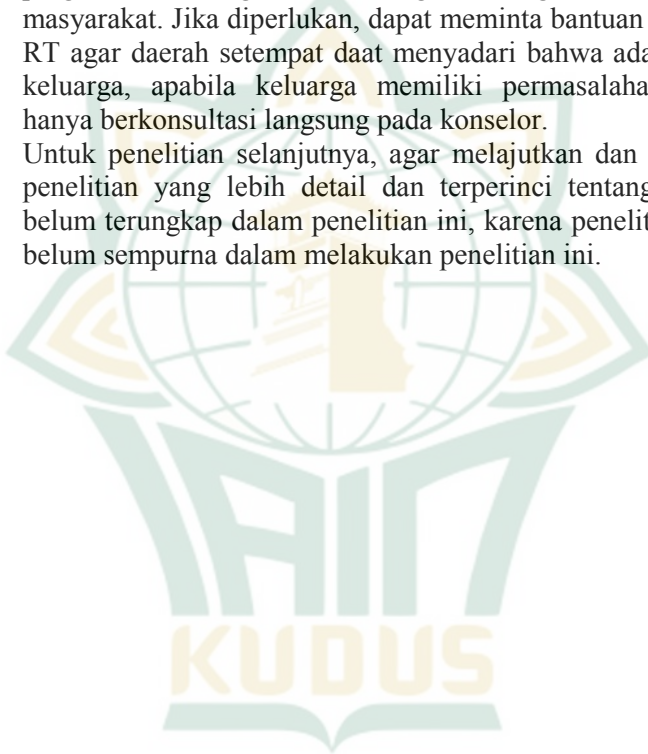 masyarakat. Jika diperlukan, dapat meminta bantuan
RT agar daerah setempat daat menyadari bahwa ada
keluarga, apabila keluarga memiliki permasalaha
hanya berkonsultasi langsung pada konselor.
Untuk penelitian selanjutnya, agar melajutkan dan
penelitian yang lebih detail dan terperinci tentang
belum terungkap dalam penelitian ini, karena penelit
belum sempurna dalam melakukan penelitian ini.
IAIN
KUDUS